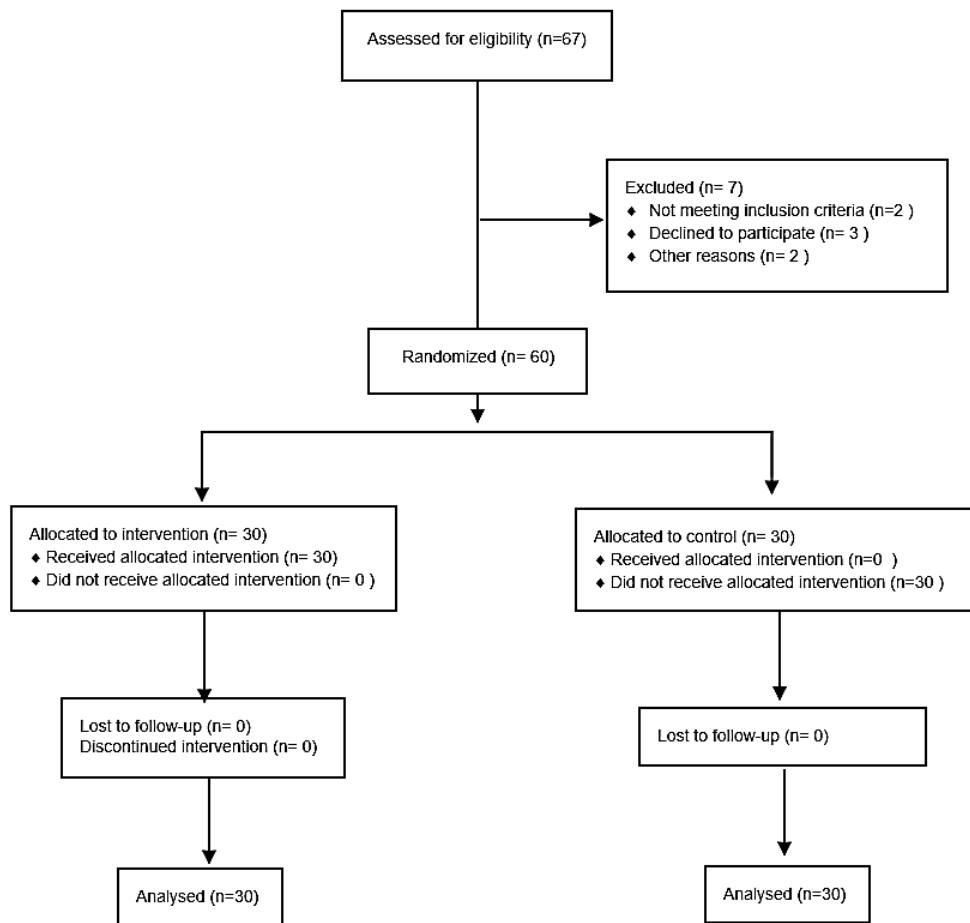 Assessed for eligibility (n=67)
Excluded (n= 7)
♦ Not meeting inclusion criteria (n=2 )
♦ Declined to participate (n= 3 )
♦ Other reasons (n= 2 )
Randomized (n= 60)
Allocated to intervention (n= 30)
♦ Received allocated intervention (n= 30)
♦ Did not receive allocated intervention (n= 0 )
Allocated to control (n= 30)
♦ Received allocated intervention (n=0 )
♦ Did not receive allocated intervention (n=30 )
Lost to follow-up (n= 0)
Discontinued intervention (n= 0)
Lost to follow-up (n= 0)
Analysed (n=30)
Analysed (n=30)